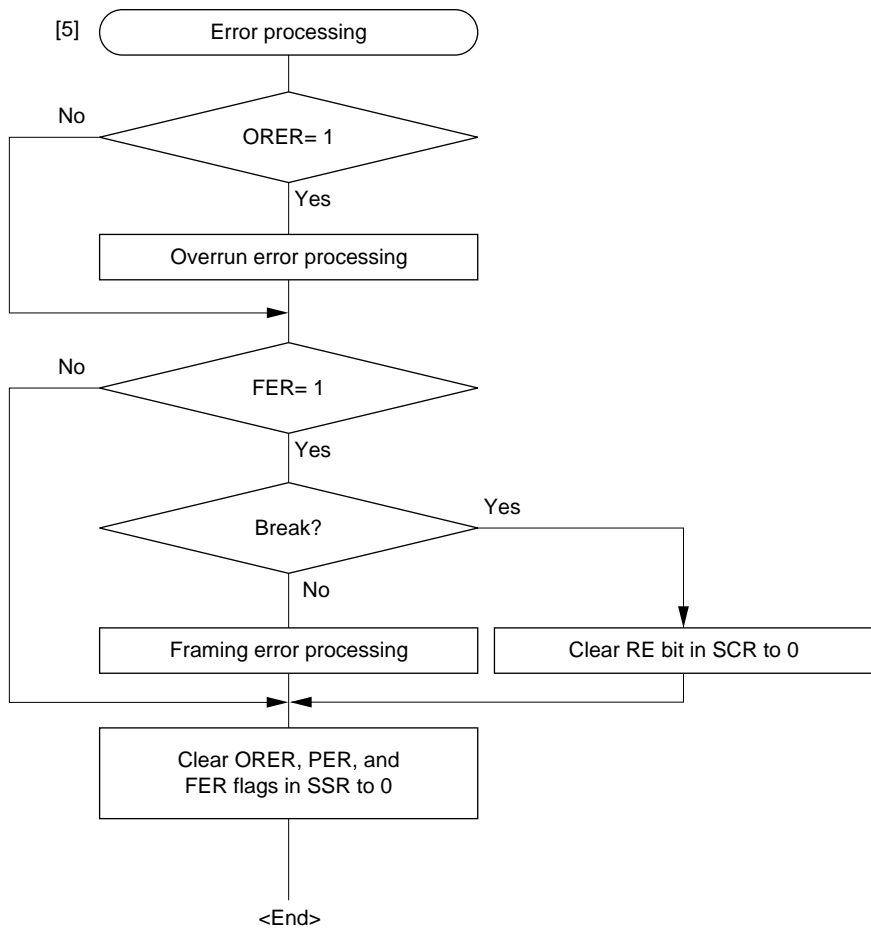 [5]
Error processing
No
ORER= 1
Yes
Overrun error processing
No
FER= 1
Yes
Break?
Yes
No
Framing error processing
Clear RE bit in SCR to 0
Clear ORER, PER, and
FER flags in SSR to 0
<End>